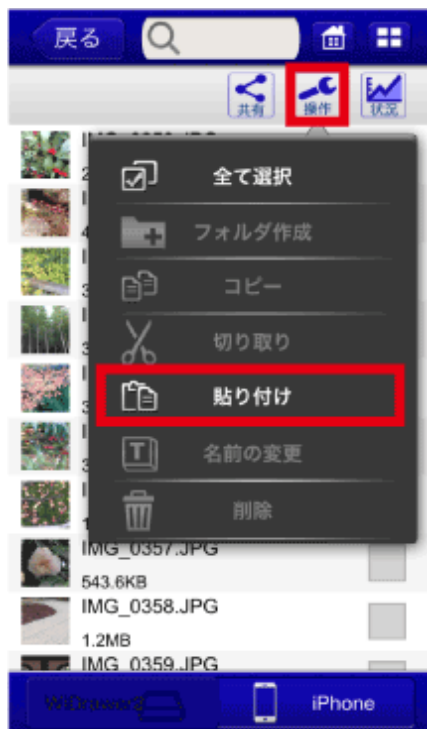 戻る
共有
操作
状況
全て選択
フォルダ作成
コピー
切り取り
貼り付け
名前の変更
削除
IMG_0357.JPG
543.6KB
IMG_0358.JPG
1.2MB
IMG_0359.JPG
iPhone